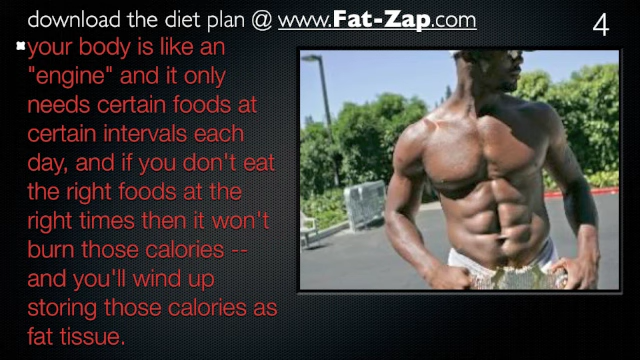 download the diet plan @ www.Fat-Zap.com
4
your body is like an
"engine" and it only
needs certain foods at
certain intervals each
day, and if you don't eat
the right foods at the
right times then it won't
burn those calories --
and you'll wind up
storing those calories as
fat tissue.